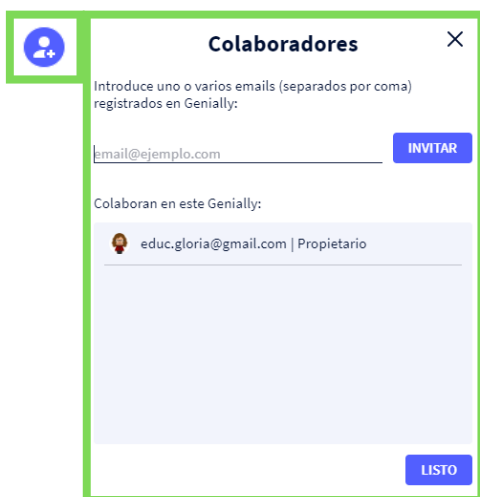 Colaboradores
Introduce uno o varios emails (separados por coma)
registrados en Genially:
email@ejemplo.com
INVITAR
Colaboran en este Genially:
educ.gloria@gmail.com | Propietario
LISTO